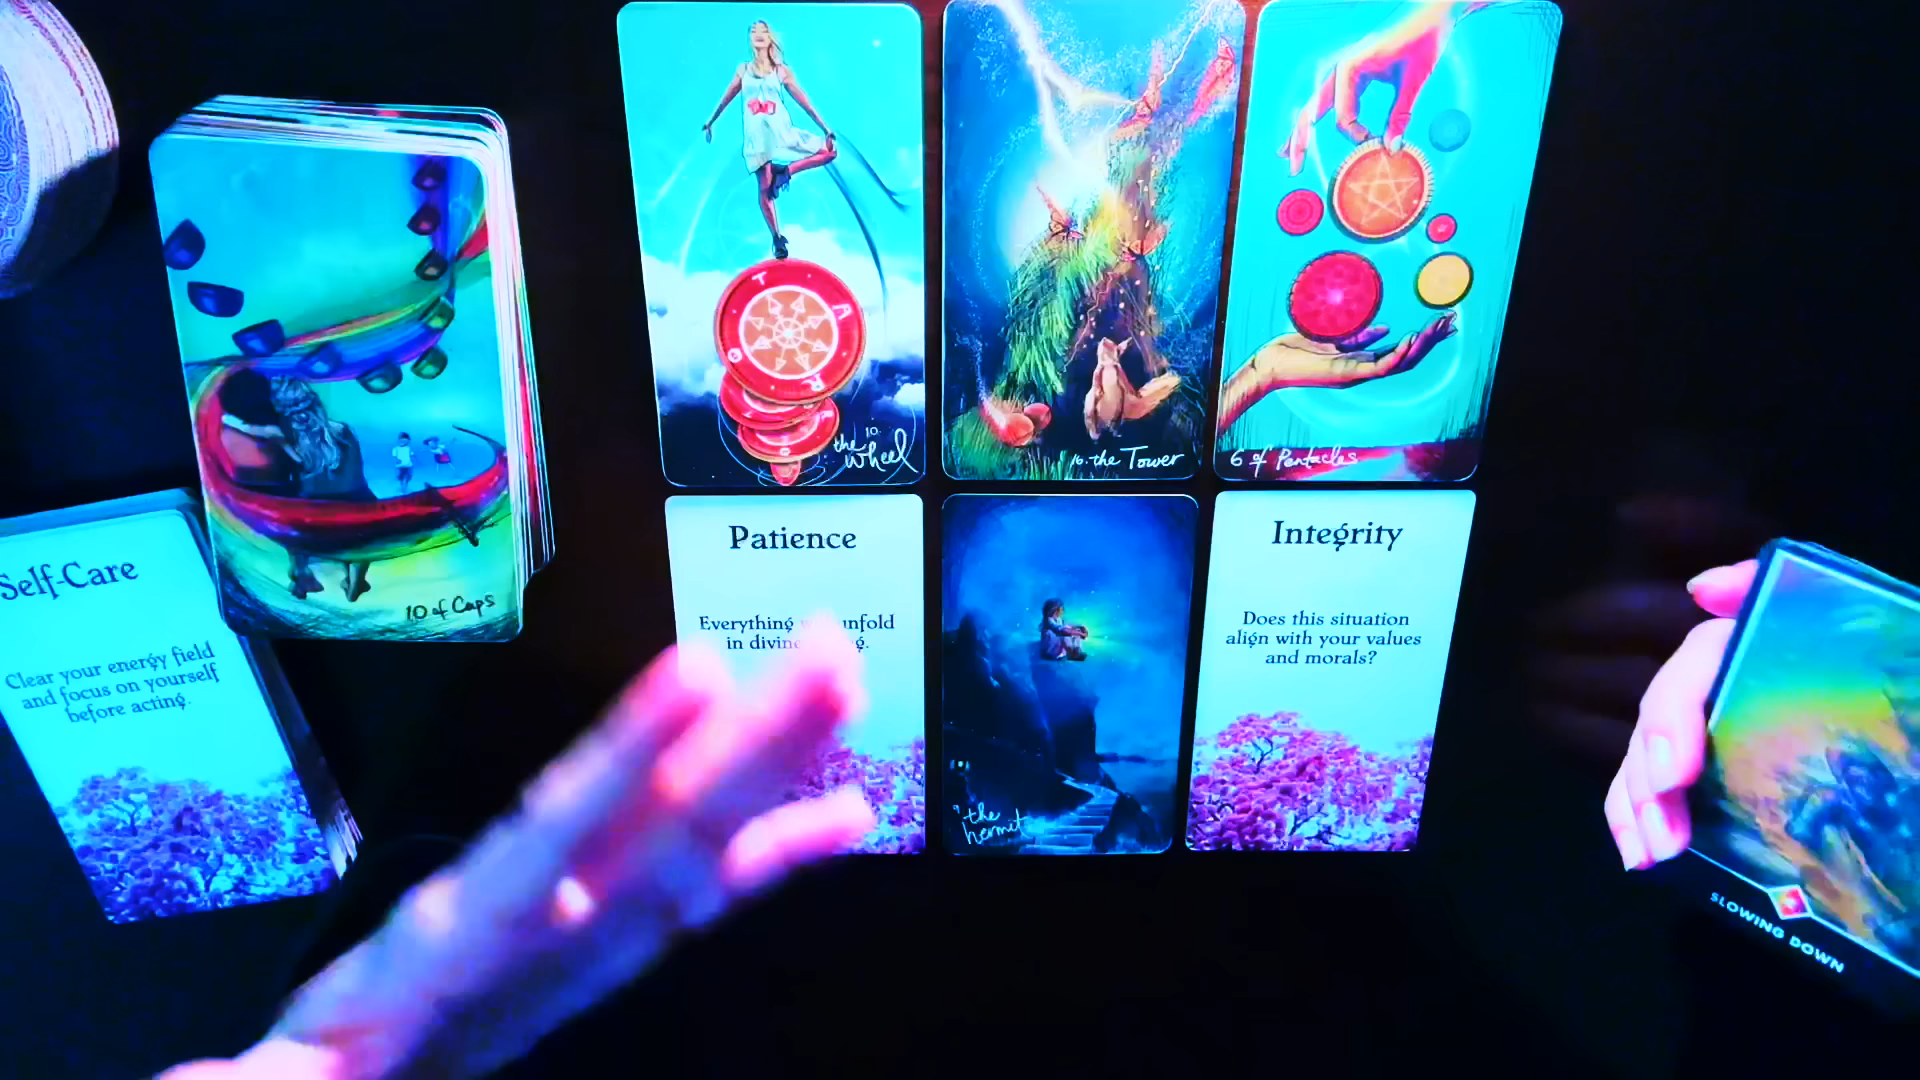 Self-Care
Clear your energy field
and focus on yourself
before acting.
10 of Cups
T
A
R
O
10.
the
Wheel
16. the Tower
6 of Pentacles
Patience
Everything unfold
in divine
9
the
hermit
Integrity
Does this situation
align with your values
and morals?
SLOWING DOWN